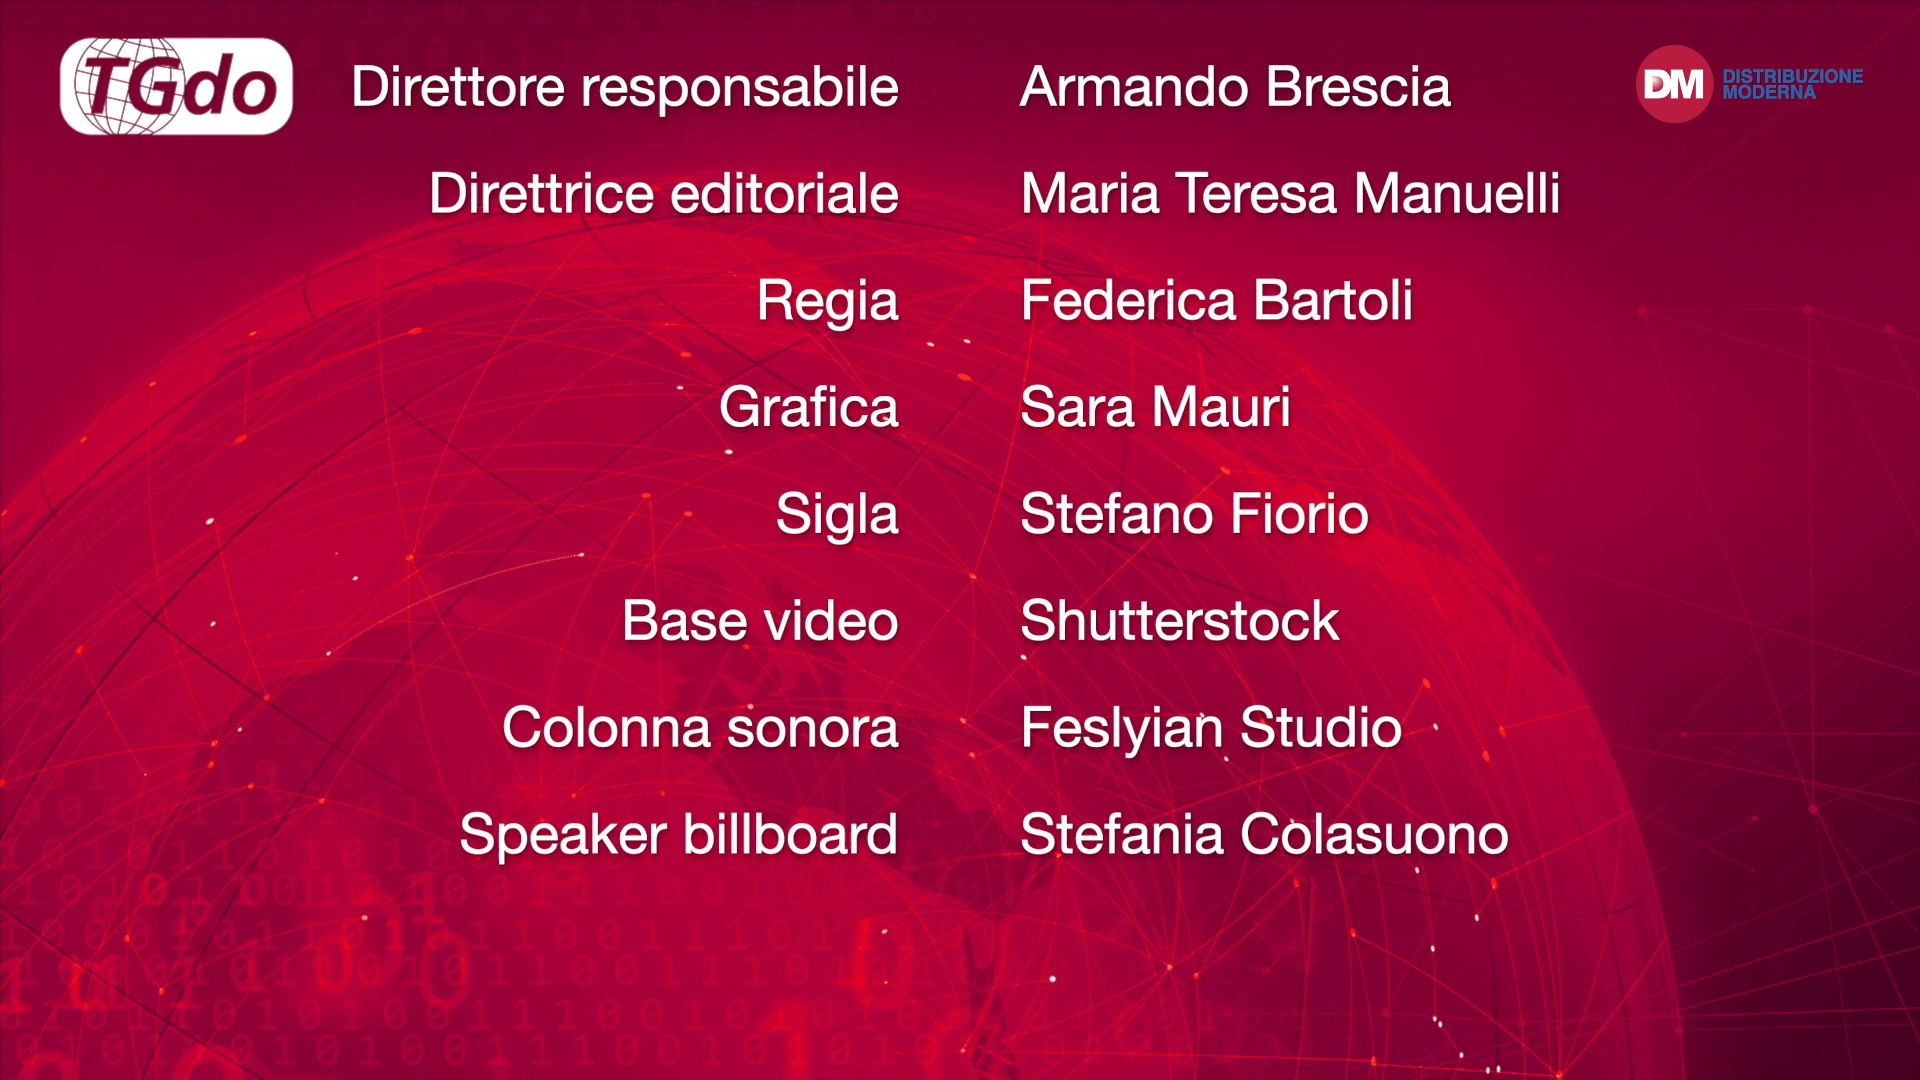 TGdo
Direttore responsabile Armando Brescia
DM DISTRIBUZIONE
MODERNA
Direttrice editoriale Maria Teresa Manuelli
Regia Federica Bartoli
Grafica Sara Mauri
Sigla Stefano Fiorio
Base video Shutterstock
Colonna sonora Feslyian Studio
Speaker billboard Stefania Colasuono